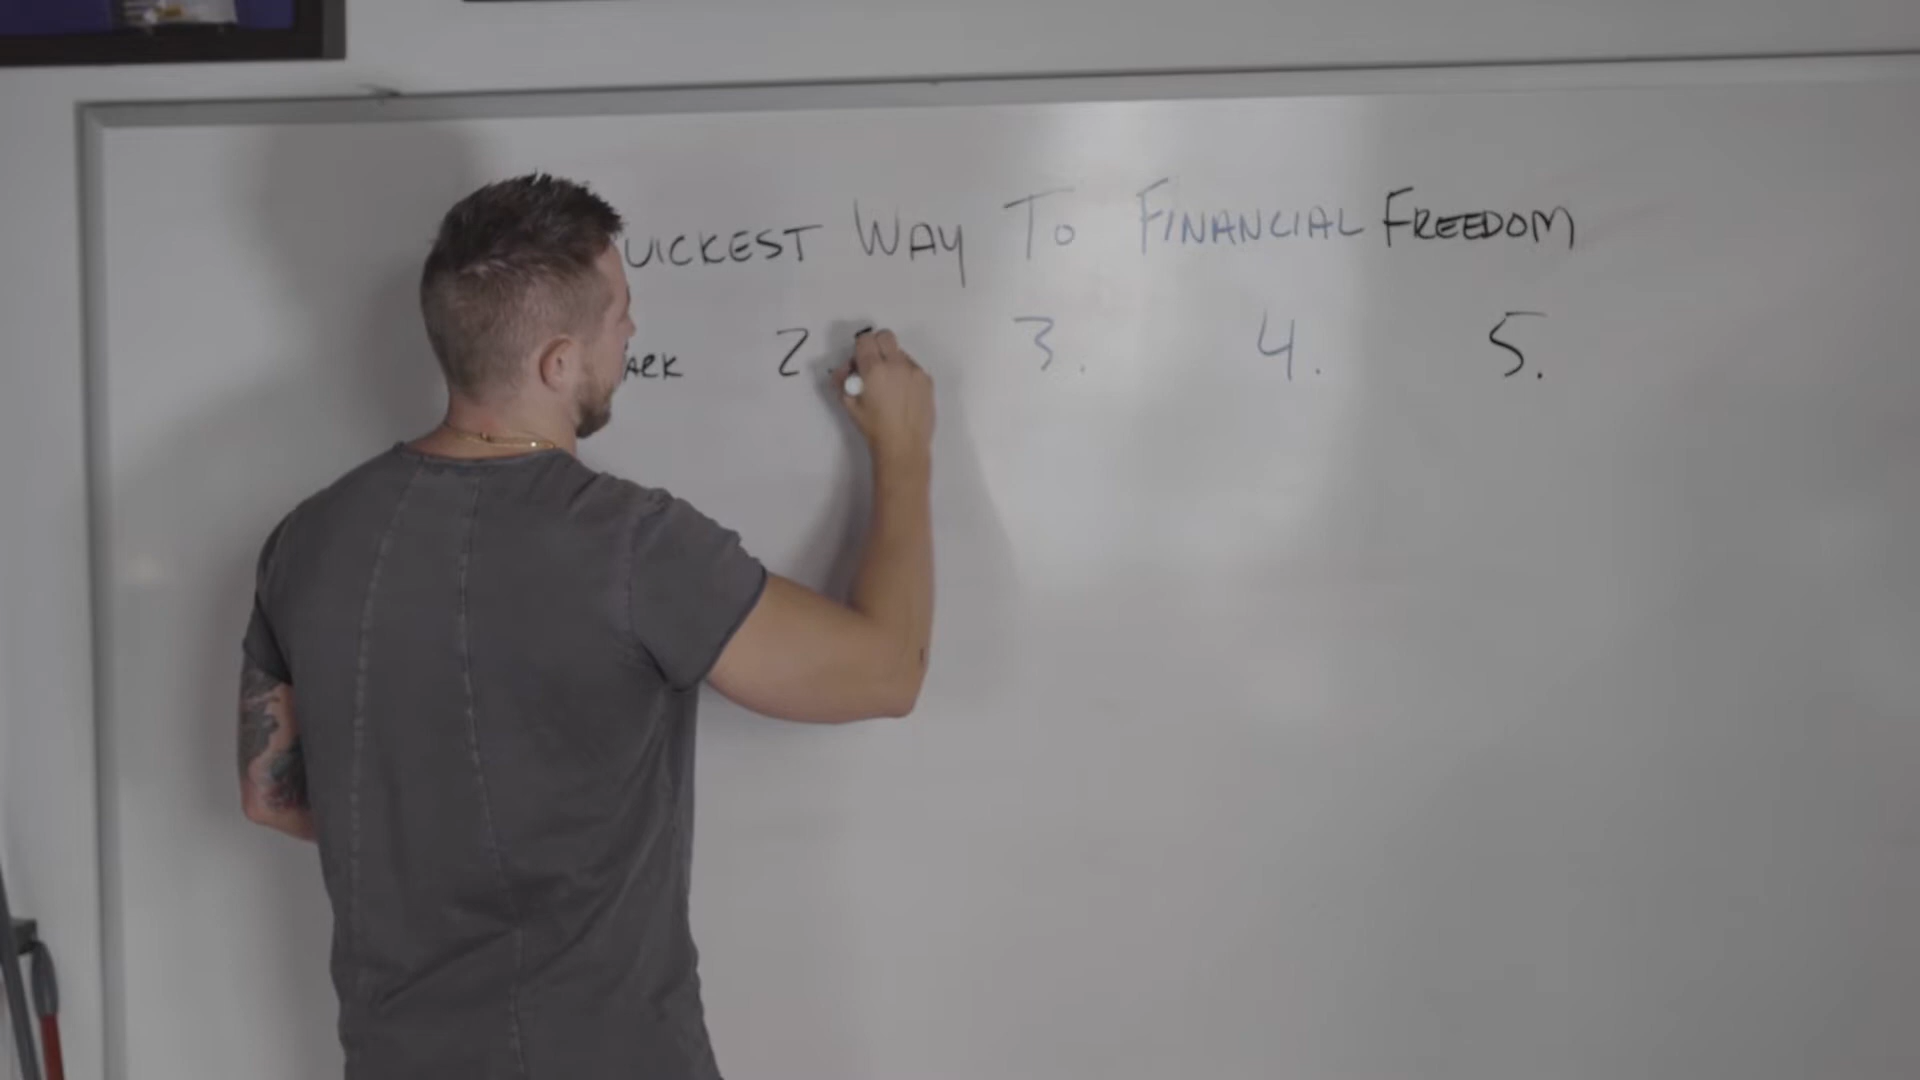 UICKEST WAY TO FINANCIAL FREEDOM
ARK 2. 3. 4. 5.